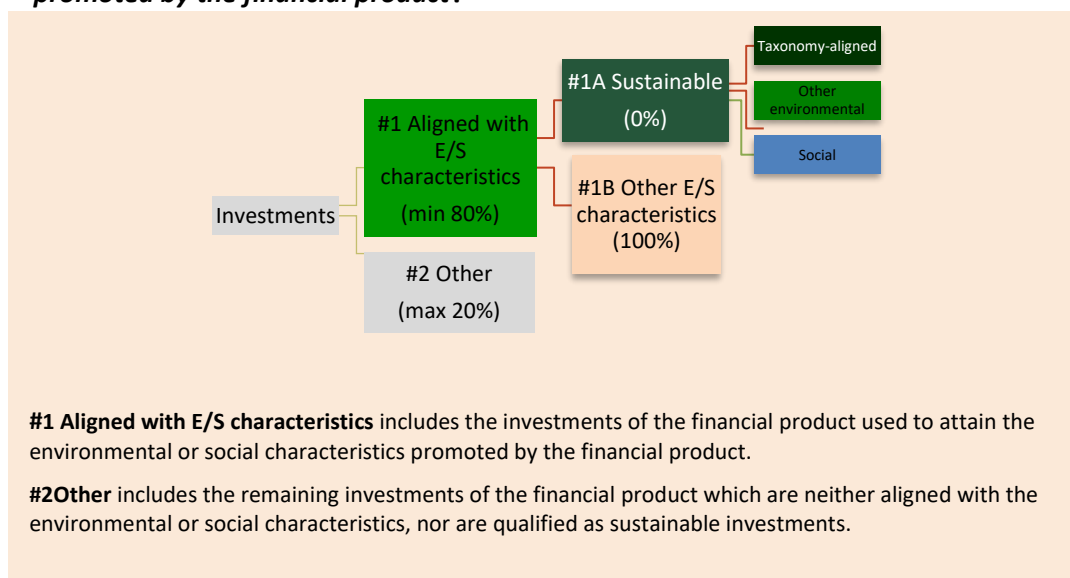 promoted by the financial product?
Taxonomy-aligned
#1A Sustainable
(0%)
Other
environmental
#1 Aligned with
E/S
characteristics
(min 80%)
Social
#1B Other E/S
characteristics
(100%)
Investments
#2 Other
(max 20%)
#1 Aligned with E/S characteristics includes the investments of the financial product used to attain the
environmental or social characteristics promoted by the financial product.
#2Other includes the remaining investments of the financial product which are neither aligned with the
environmental or social characteristics, nor are qualified as sustainable investments.